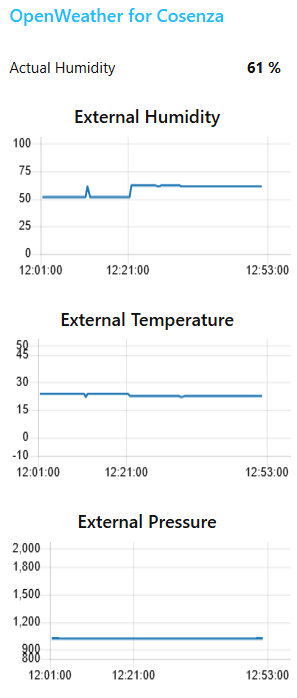 OpenWeather for Cosenza
Actual Humidity 61 %
External Humidity
100
75
50
25
0
12:01:00 12:21:00 12:53:00
External Temperature
50
45
30
15
0
-10
12:01:00 12:21:00 12:53:00
External Pressure
2,000
1,800
1,500
1,200
900
800
12:01:00 12:21:00 12:53:00